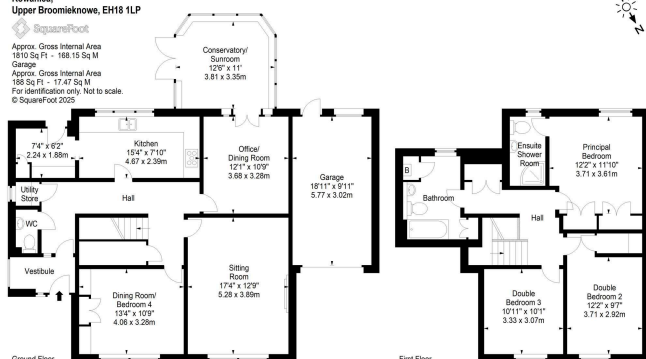 Rowanlea,
Upper Broomieknowe, EH18 1LP
SquareFoot
Approx. Gross Internal Area
1810 Sq Ft - 168.15 Sq M
Garage
Approx. Gross Internal Area
188 Sq Ft - 17.47 Sq M
For identification only. Not to scale.
© SquareFoot 2025
N
Conservatory/
Sunroom
12'6" x 11'
3.81 x 3.35m
7'4" x 6'2"
2.24 x 1.88m
Kitchen
15'4" x 7'10"
4.67 x 2.39m
Office/
Dining Room
12'1" x 10'9"
3.68 x 3.28m
Garage
18'11" x 9'11"
5.77 x 3.02m
Utility
Store
Hall
WC
Vestibule
Dining Room/
Bedroom 4
13'4" x 10'9"
4.06 x 3.28m
Sitting
Room
17'4" x 12'9"
5.28 x 3.89m
Ground Floor
B
Bathroom
Ensuite
Shower
Room
Principal
Bedroom
12'2" x 11'10"
3.71 x 3.61m
Hall
Double
Bedroom 3
10'11" x 10'1"
3.33 x 3.07m
Double
Bedroom 2
12'2" x 9'7"
3.71 x 2.92m
First Floor